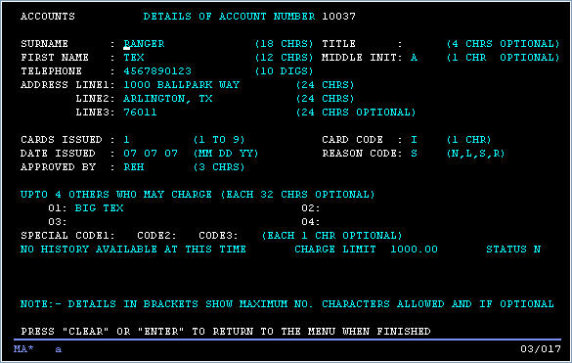 ACCOUNTS DETAILS OF ACCOUNT NUMBER 10037
SURNAME : RANGER (18 CHRS) TITLE : (4 CHRS OPTIONAL)
FIRST NAME : TEX (12 CHRS) MIDDLE INIT: A (1 CHR OPTIONAL)
TELEPHONE : 4567890123 (10 DIGS)
ADDRESS LINE1: 1000 BALLPARK WAY (24 CHRS)
LINE2: ARLINGTON, TX (24 CHRS)
LINE3: 76011 (24 CHRS OPTIONAL)
CARDS ISSUED : 1 (1 TO 9) CARD CODE : I (1 CHR)
DATE ISSUED : 07 07 07 (MM DD YY) REASON CODE: S (N,L,S,R)
APPROVED BY : REH (3 CHRS)
UPTO 4 OTHERS WHO MAY CHARGE (EACH 32 CHRS OPTIONAL)
01: BIG TEX 02:
03: 04:
SPECIAL CODE1: CODE2: CODE3: (EACH 1 CHR OPTIONAL)
NO HISTORY AVAILABLE AT THIS TIME CHARGE LIMIT 1000.00 STATUS N
NOTE:- DETAILS IN BRACKETS SHOW MAXIMUM NO. CHARACTERS ALLOWED AND IF OPTIONAL
PRESS "CLEAR" OR "ENTER" TO RETURN TO THE MENU WHEN FINISHED
MA* a 03/017